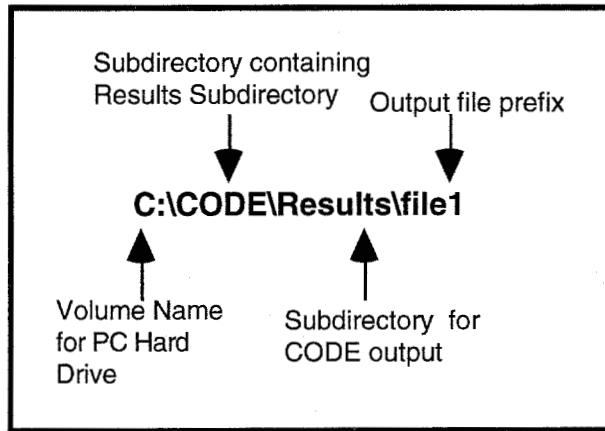 Subdirectory containing
Results Subdirectory
Output file prefix
C:\CODE\Results\file1
Volume Name
for PC Hard
Drive
Subdirectory for
CODE output